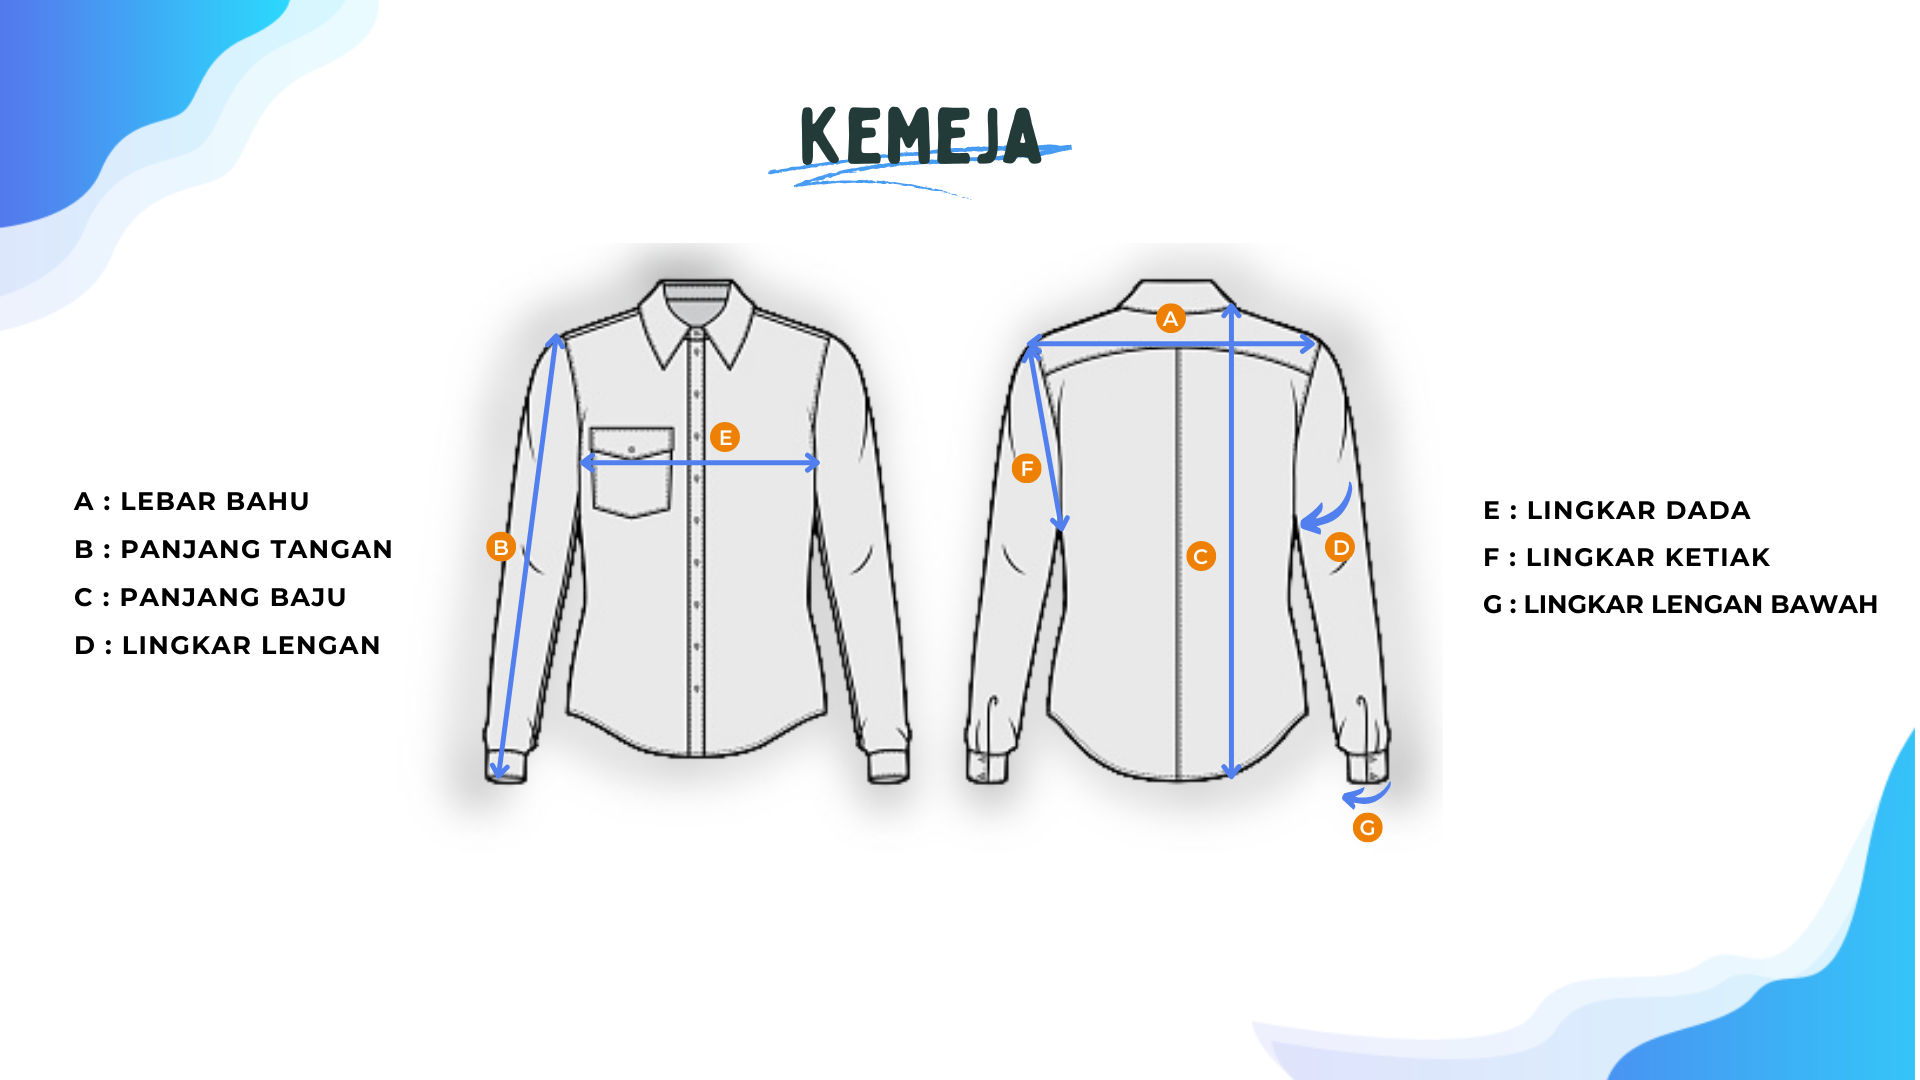 KEMEJA
A
E
F
B
C
D
G
A : LEBAR BAHU
B : PANJANG TANGAN
C : PANJANG BAJU
D : LINGKAR LENGAN
E : LINGKAR DADA
F : LINGKAR KETIAK
G : LINGKAR LENGAN BAWAH